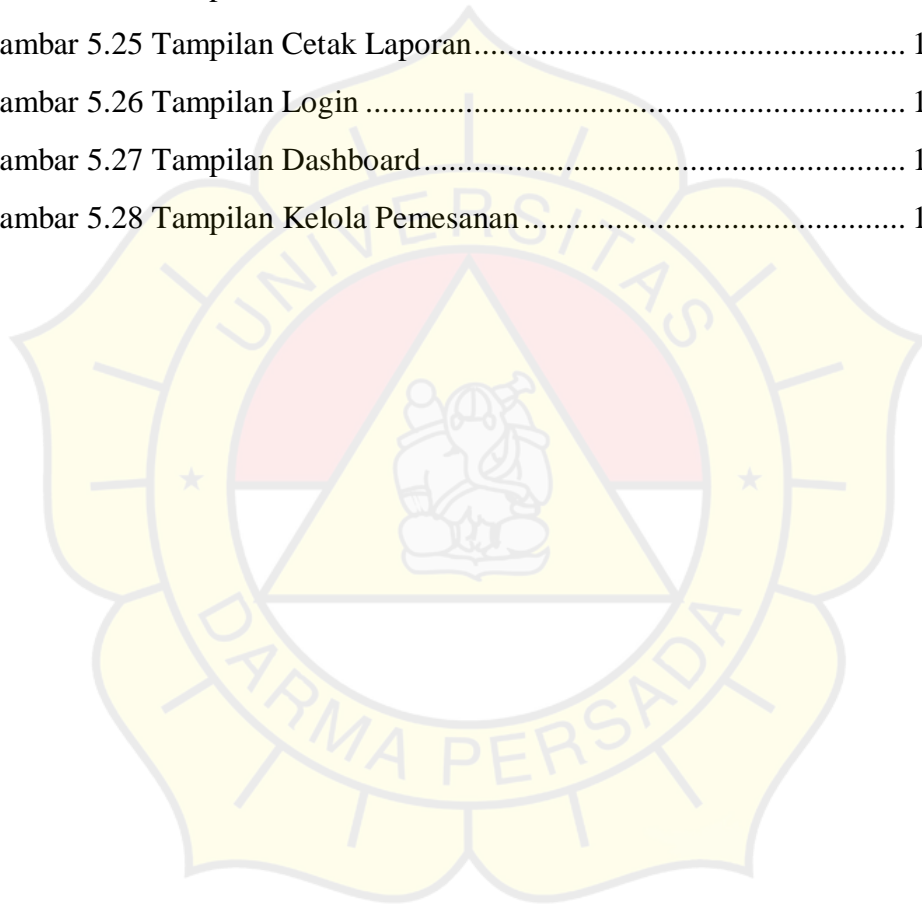 ambar 5.25 Tampilan Cetak Laporan........................................................ 1
ambar 5.26 Tampilan Login ..................................................................... 1
ambar 5.27 Tampilan Dashboard.............................................................. 1
ambar 5.28 Tampilan Kelola Pemesanan ................................................. 1
UNIVERSITAS
DARMA PERSADA